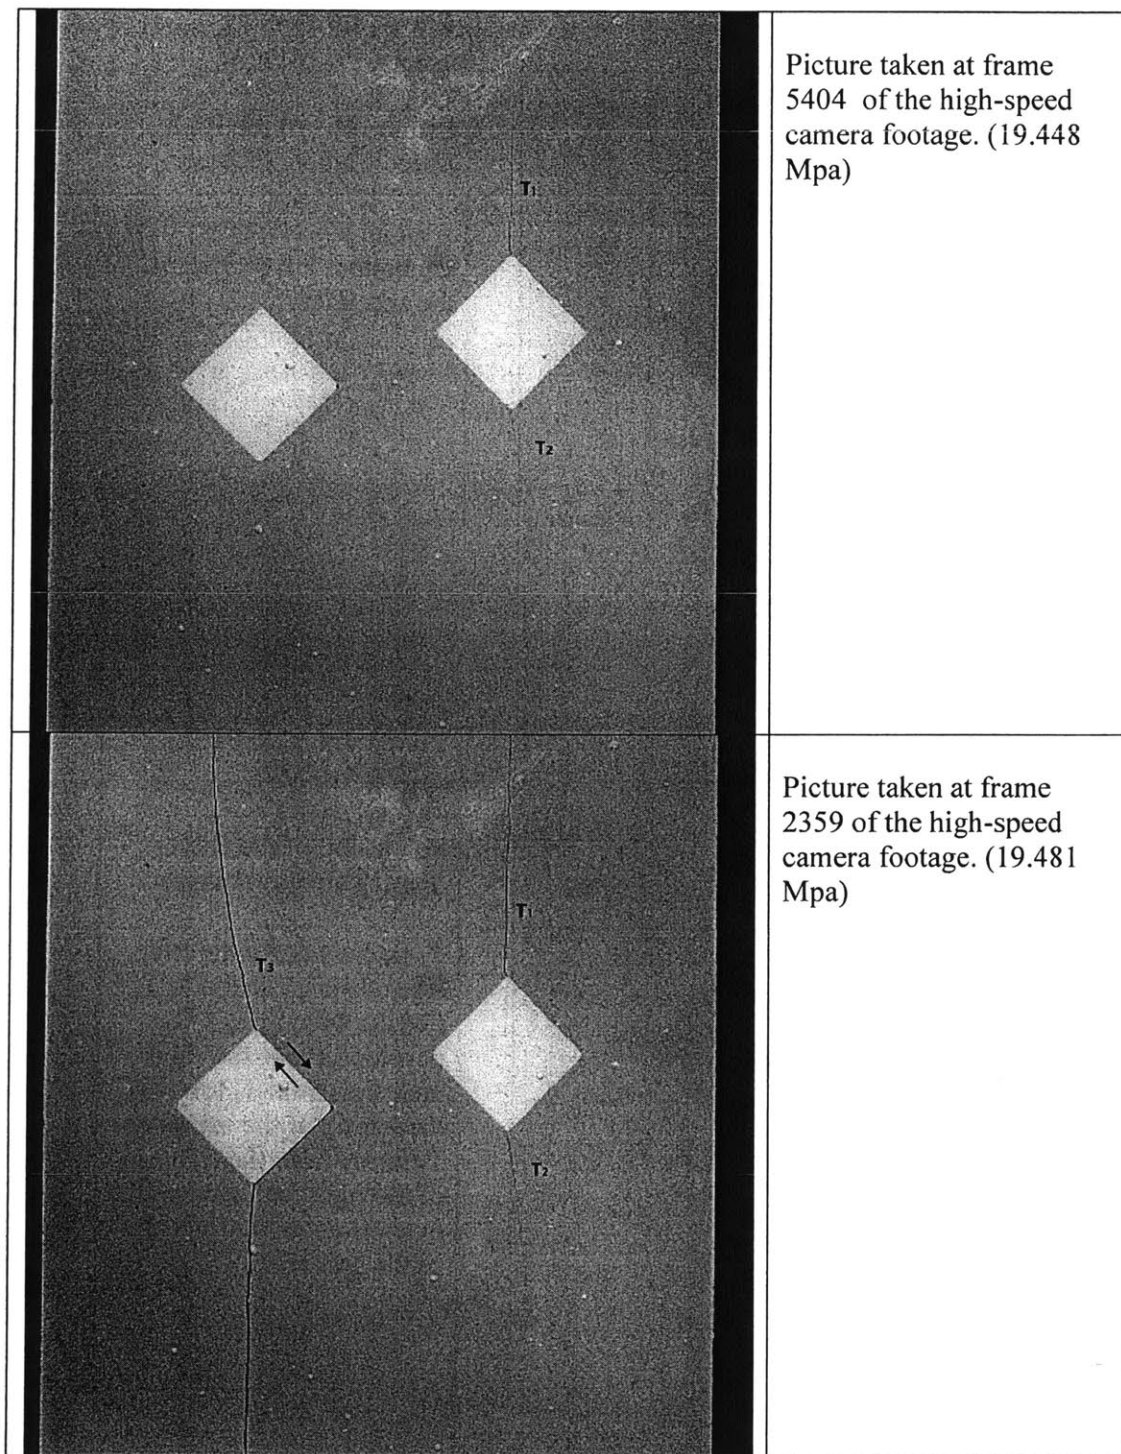 Picture taken at frame
5404 of the high-speed
camera footage. (19.448
Mpa)
T1
T2
Picture taken at frame
2359 of the high-speed
camera footage. (19.481
Mpa)
T1
T3
T2